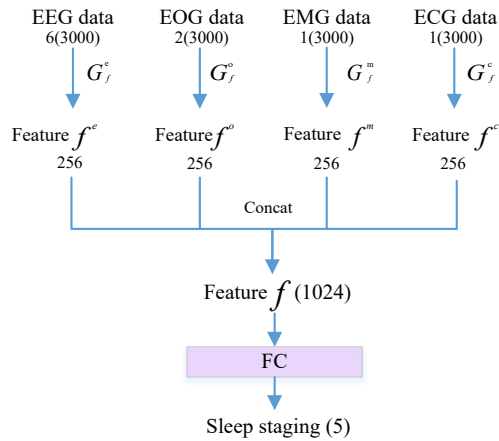 EEG data EOG data EMG data ECG data
6(3000) 2(3000) 1(3000) 1(3000)
G_f^e G_f^o G_f^m G_f^c
Feature f^e Feature f^o Feature f^m Feature f^c
256 256 256 256
Concat
Feature f (1024)
FC
Sleep staging (5)